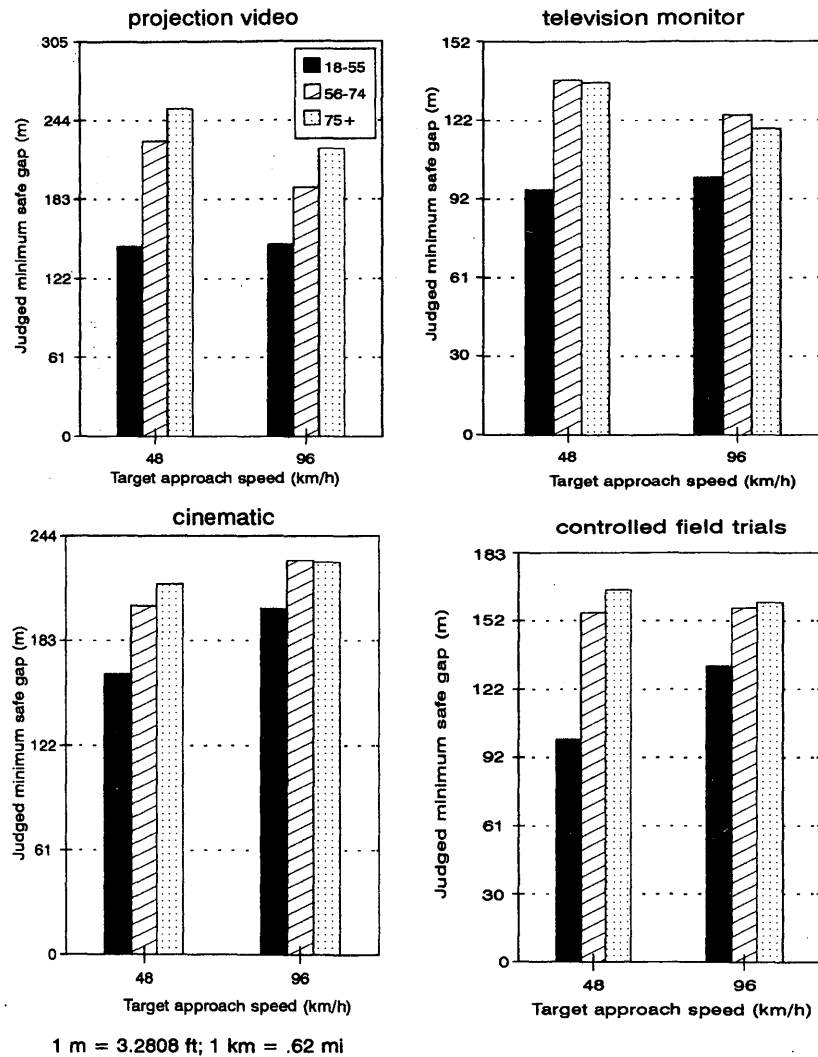 projection video
305
244
183
122
61
0
Judged minimum safe gap (m)
18-55
56-74
75+
48
96
Target approach speed (km/h)
television monitor
152
122
92
61
30
0
Judged minimum safe gap (m)
48
96
Target approach speed (km/h)
cinematic
244
183
122
61
0
Judged minimum safe gap (m)
48
96
Target approach speed (km/h)
controlled field trials
183
152
122
92
61
30
0
Judged minimum safe gap (m)
48
96
Target approach speed (km/h)
1 m = 3.2808 ft; 1 km = .62 mi